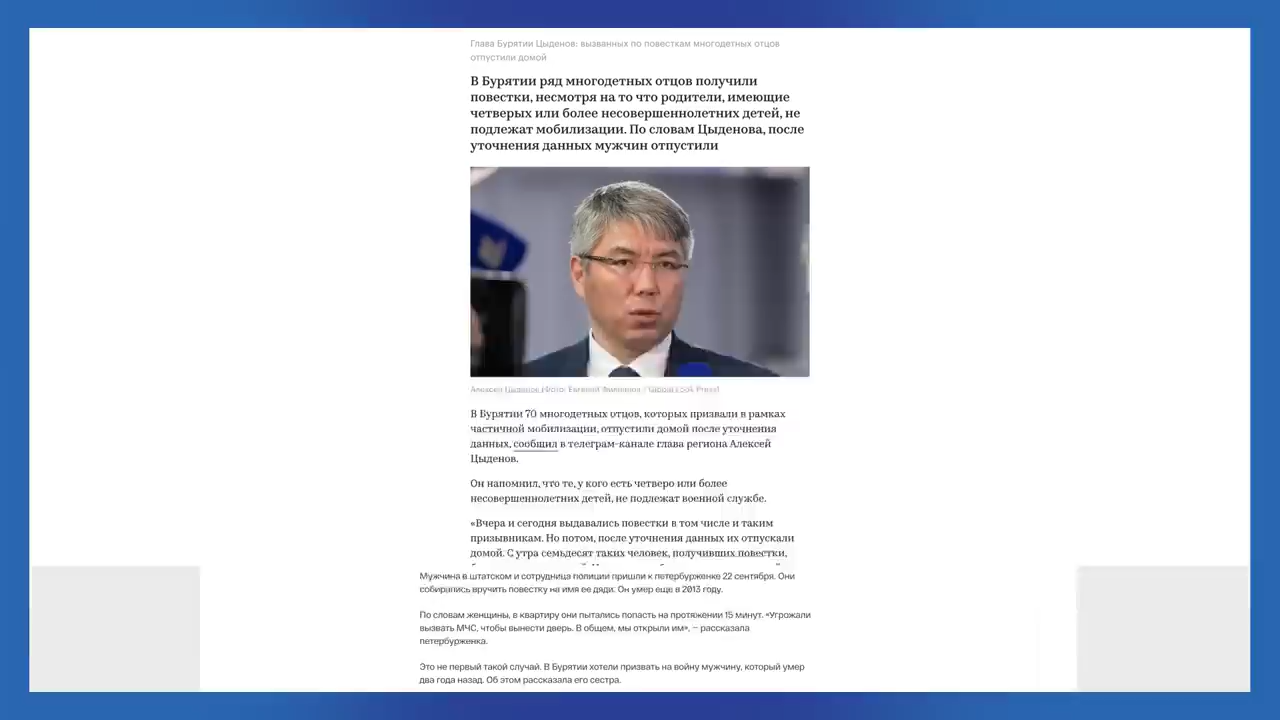 Глава Бурятии Цыденов: вызванных по повесткам многодетных отцов
отпустили домой
В Бурятии ряд многодетных отцов получили
повестки, несмотря на то что родители, имеющие
четверых или более несовершеннолетних детей, не
подлежат мобилизации. По словам Цыденова, после
уточнения данных мужчин отпустили
Алексей Цыденов (Фото: Евгений / Global Look Press)
В Бурятии 70 многодетных отцов, которых призвали в рамках
частичной мобилизации, отпустили домой после уточнения
данных, сообщил в телеграм-канале глава региона Алексей
Цыденов.
Он напомнил, что те, у кого есть четверо или более
несовершеннолетних детей, не подлежат военной службе.
«Вчера и сегодня выдавались повестки в том числе и таким
призывникам. Но потом, после уточнения данных их отпускали
домой. С утра семьдесят таких человек, получивших повестки,
Мужчина в штатском и сотрудница полиции пришли к петербурженке 22 сентября. Они
собирались вручить повестку на имя ее дяди. Он умер еще в 2013 году.
По словам женщины, в квартиру они пытались попасть на протяжении 15 минут. «Угрожали
вызвать МЧС, чтобы вынести дверь. В общем, мы открыли им», – рассказала
петербурженка.
Это не первый такой случай. В Бурятии хотели призвать на войну мужчину, который умер
два года назад. Об этом рассказала его сестра.